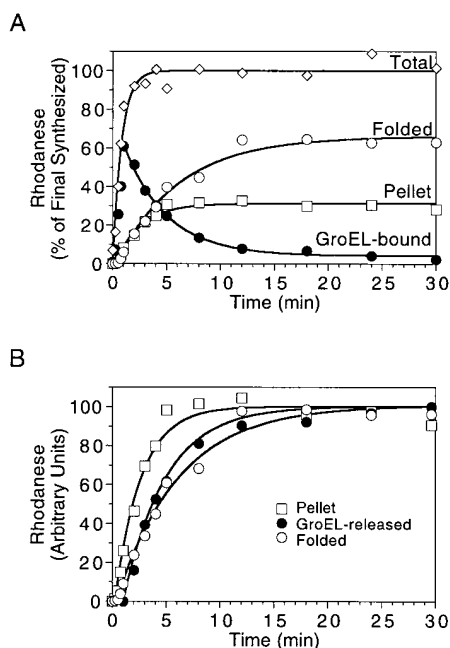 A
Rhodanese
(% of Final Synthesized)
100
80
60
40
20
0
Total
Folded
Pellet
GroEL-bound
0 5 10 15 20 25 30
Time (min)
B
Rhodanese
(Arbitrary Units)
100
80
60
40
20
0
Pellet
GroEL-released
Folded
0 5 10 15 20 25 30
Time (min)